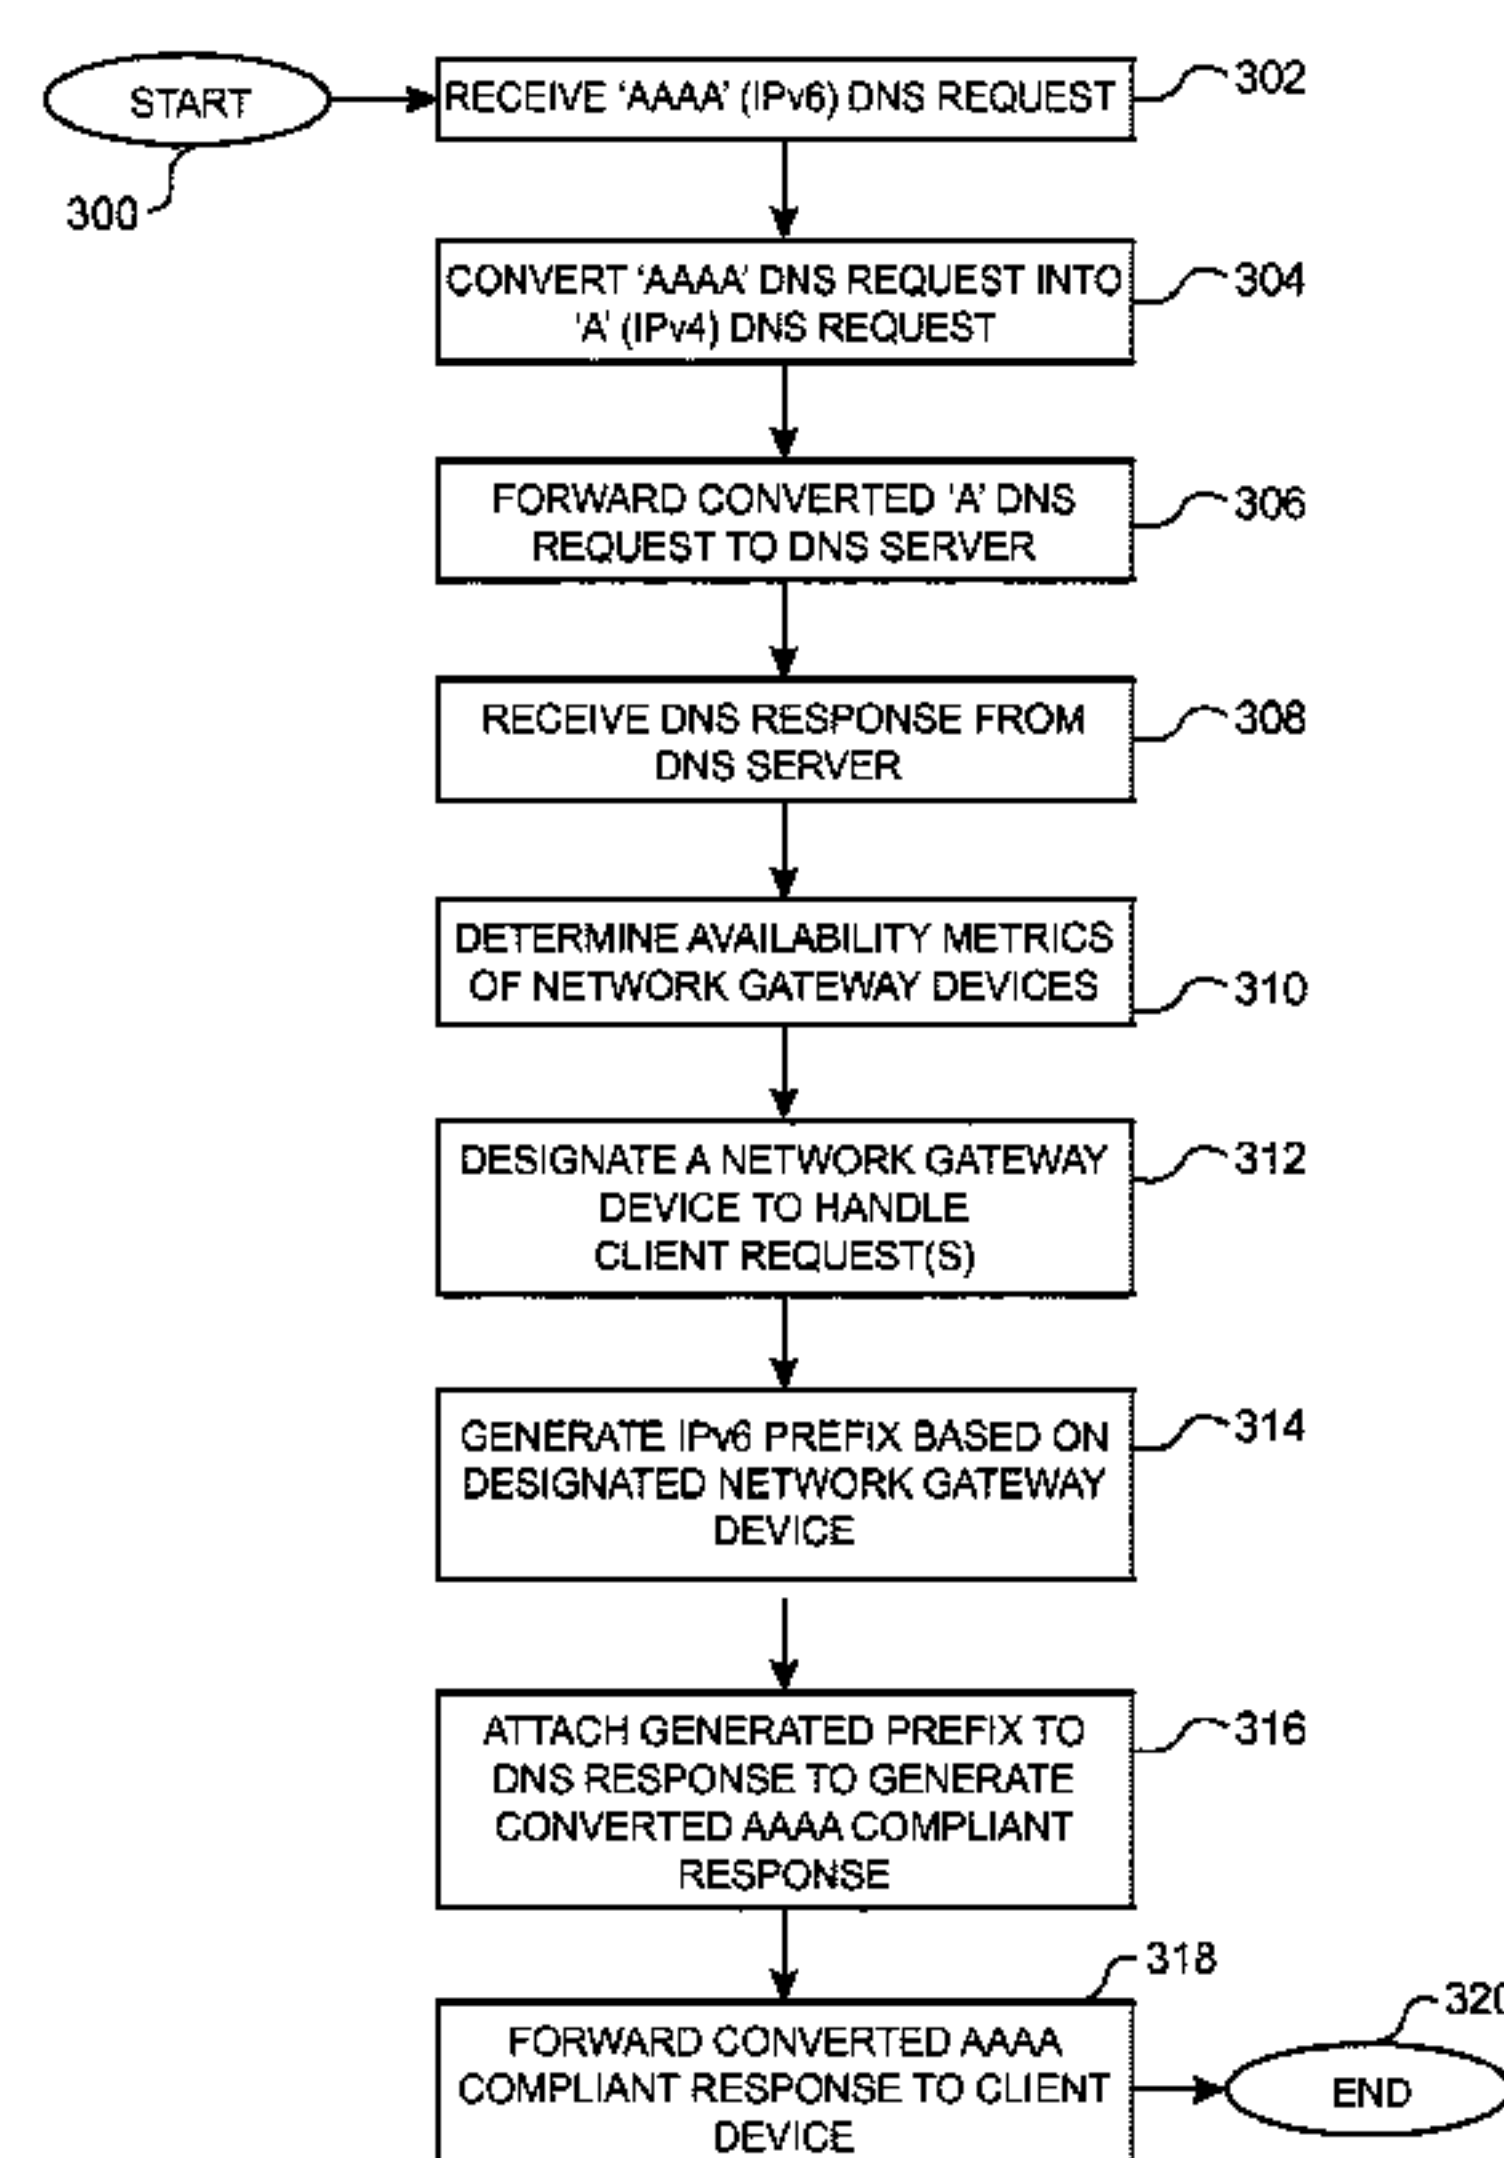 START
300
RECEIVE ‘AAAA’ (IPv6) DNS REQUEST
302
CONVERT ‘AAAA’ DNS REQUEST INTO
‘A’ (IPv4) DNS REQUEST
304
FORWARD CONVERTED ‘A’ DNS
REQUEST TO DNS SERVER
306
RECEIVE DNS RESPONSE FROM
DNS SERVER
308
DETERMINE AVAILABILITY METRICS
OF NETWORK GATEWAY DEVICES
310
DESIGNATE A NETWORK GATEWAY
DEVICE TO HANDLE
CLIENT REQUEST(S)
312
GENERATE IPv6 PREFIX BASED ON
DESIGNATED NETWORK GATEWAY
DEVICE
314
ATTACH GENERATED PREFIX TO
DNS RESPONSE TO GENERATE
CONVERTED AAAA COMPLIANT
RESPONSE
316
FORWARD CONVERTED AAAA
COMPLIANT RESPONSE TO CLIENT
DEVICE
318
END
320